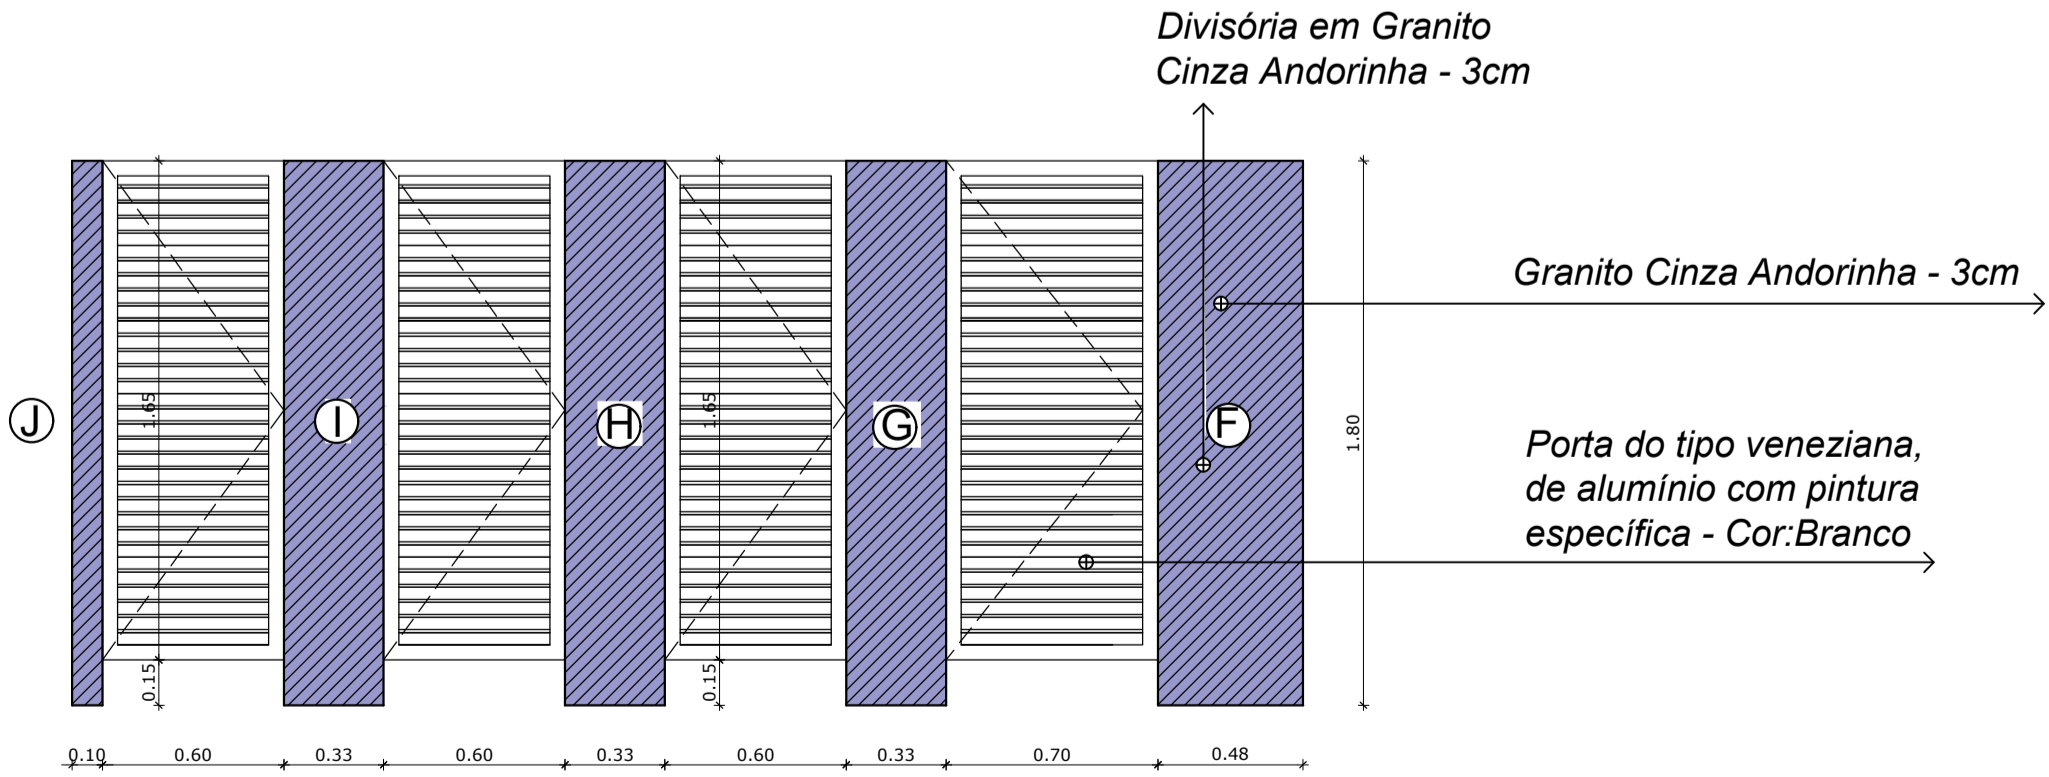 Divisória em Granito
Cinza Andorinha - 3cm
Granito Cinza Andorinha - 3cm
1.65
1.65
J
I
H
G
F
1.80
Porta do tipo veneziana,
de alumínio com pintura
específica - Cor:Branco
0.15
0.15
0.10
0.60
0.33
0.60
0.33
0.60
0.33
0.70
0.48